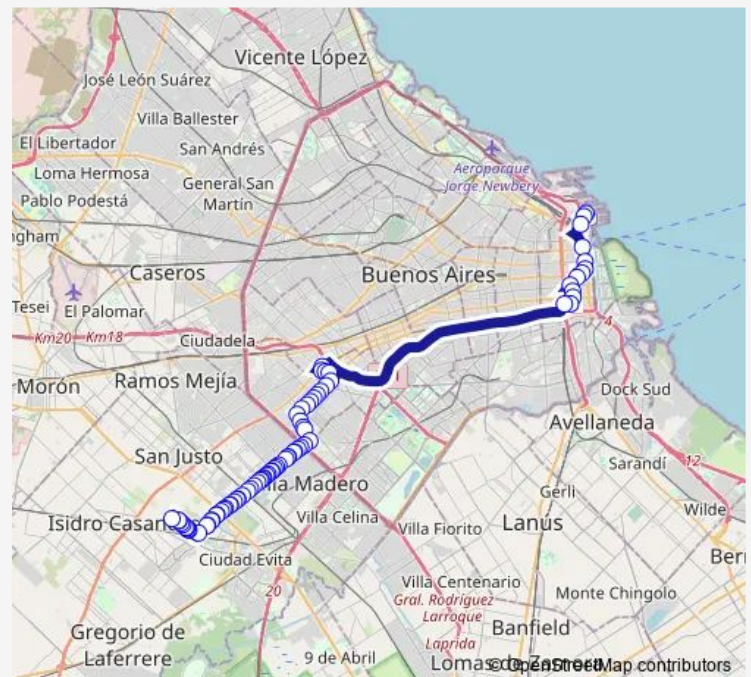 Vicente López
José León Suárez
Villa Ballester
El Libertador
San Andrés
Aeroparque
Jorge Newbery
Loma Hermosa
General San
Martín
Pablo Podestá
Caseros
Buenos Aires
Tesei
El Palomar
Km20
Km18
Ciudadela
4
Morón
Ramos Mejía
Dock Sud
Avellaneda
San Justo
Sarandí
12
Madero
Gerli
Wilde
Isidro Casan
Villa Celina
Villa Fiorito
Lanus
Ciudad Evita
20
Villa Centenario
Monte Chingolo
Gral. Rodríguez
Larroque
Gregorio de
Laferrere
Banfield
Laprida
9 de Abril
© OpenStreetMap contributors